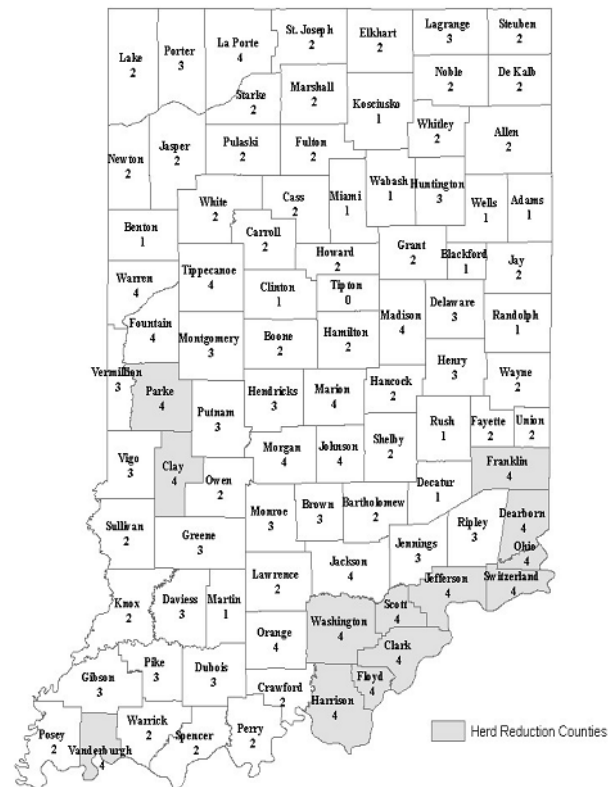 St. Joseph
2
Elkhart
2
Lagrange
3
Steuben
2
Lake
2
Porter
3
La Porte
4
Noble
2
De Kalb
2
Starke
2
Marshall
2
Kosciusko
1
Whitley
2
Allen
2
Newton
2
Jasper
2
Pulaski
2
Fulton
2
Miami
1
Wabash
1
Huntington
3
Wells
1
Adams
1
White
2
Cass
2
Benton
1
Carroll
2
Howard
2
Grant
2
Blackford
1
Jay
2
Warren
4
Tippecanoe
4
Clinton
1
Tipton
0
Madison
4
Delaware
3
Randolph
1
Fountain
4
Montgomery
3
Boone
2
Hamilton
2
Henry
3
Wayne
2
Vermillion
3
Parke
4
Putnam
3
Hendricks
3
Marion
4
Hancock
2
Rush
1
Fayette
2
Union
2
Shelby
2
Morgan
4
Johnson
4
Vigo
3
Clay
4
Owen
2
Franklin
4
Decatur
1
Monroe
3
Brown
3
Bartholomew
2
Dearborn
4
Ripley
3
Sullivan
2
Greene
3
Jennings
3
Ohio
4
Jackson
4
Lawrence
2
Jefferson
4
Switzerland
4
Knox
2
Daviess
3
Martin
1
Scott
4
Washington
4
Orange
4
Clark
4
Pike
3
Dubois
3
Gibson
3
Floyd
4
Crawford
2
Harrison
4
Posey
2
Vanderburgh
4
Warrick
2
Spencer
2
Perry
2
Herd Reduction Counties